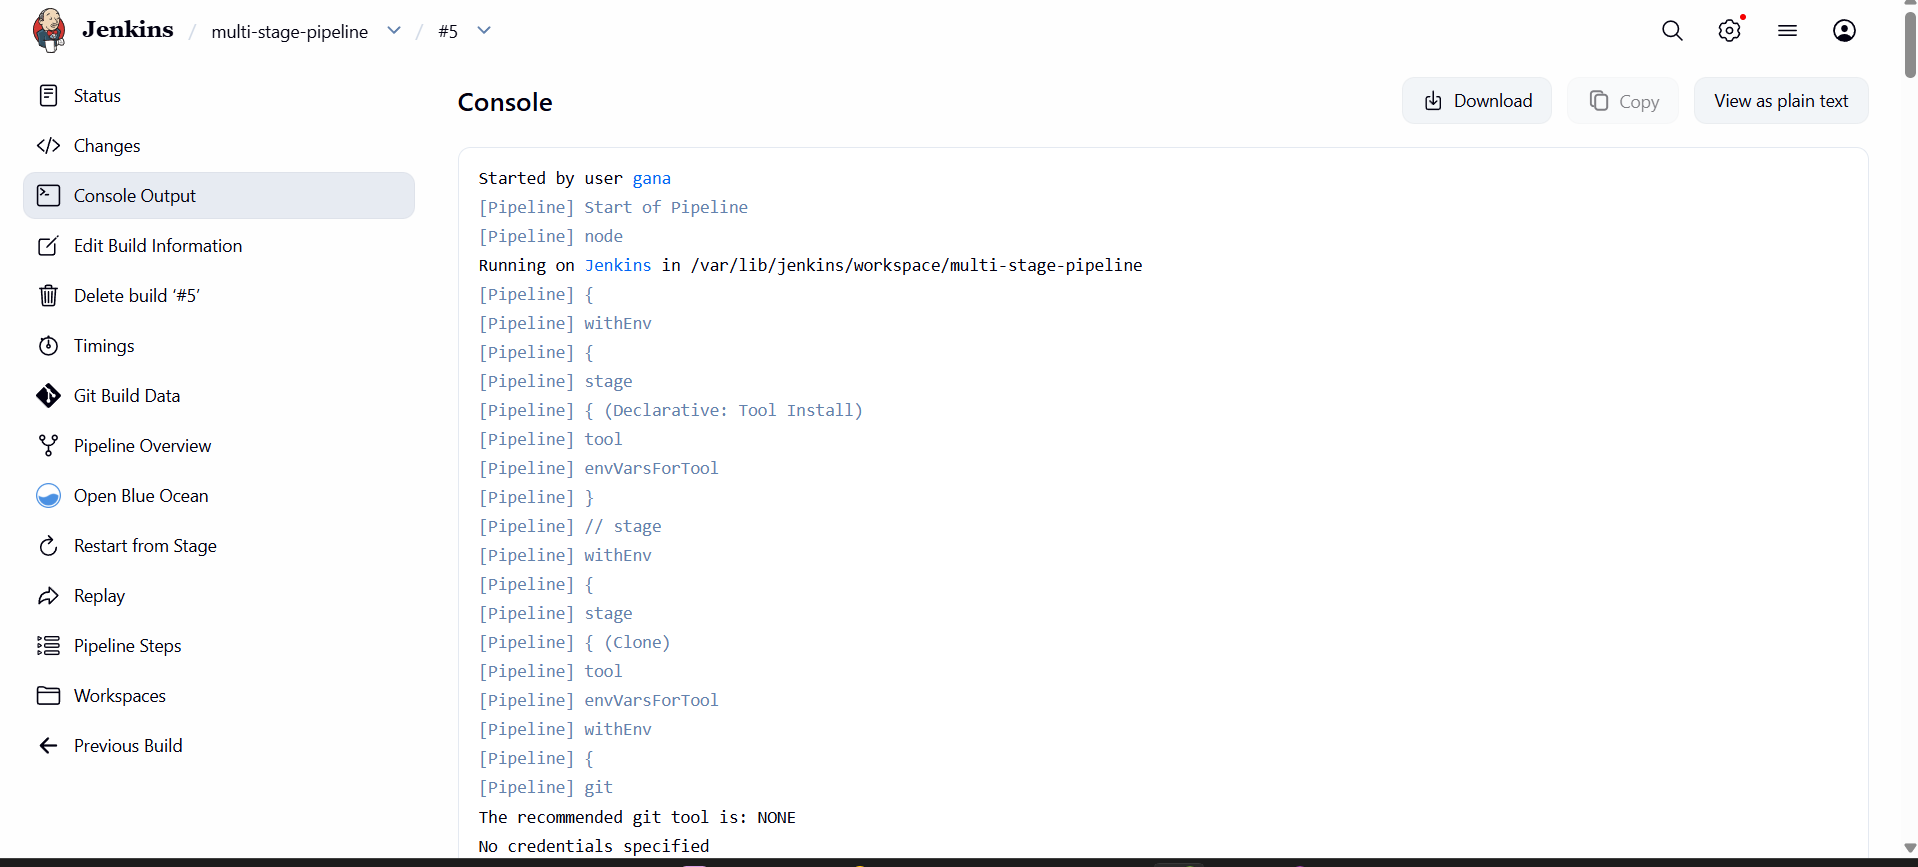 Jenkins / multi-stage-pipeline / #5
Status
Changes
Console Output
Edit Build Information
Delete build ‘#5’
Timings
Git Build Data
Pipeline Overview
Open Blue Ocean
Restart from Stage
Replay
Pipeline Steps
Workspaces
Previous Build
Console
Download
Copy
View as plain text
Started by user gana
[Pipeline] Start of Pipeline
[Pipeline] node
Running on Jenkins in /var/lib/jenkins/workspace/multi-stage-pipeline
[Pipeline] {
[Pipeline] withEnv
[Pipeline] {
[Pipeline] stage
[Pipeline] { (Declarative: Tool Install)
[Pipeline] tool
[Pipeline] envVarsForTool
[Pipeline] }
[Pipeline] // stage
[Pipeline] withEnv
[Pipeline] {
[Pipeline] stage
[Pipeline] { (Clone)
[Pipeline] tool
[Pipeline] envVarsForTool
[Pipeline] withEnv
[Pipeline] {
[Pipeline] git
The recommended git tool is: NONE
No credentials specified